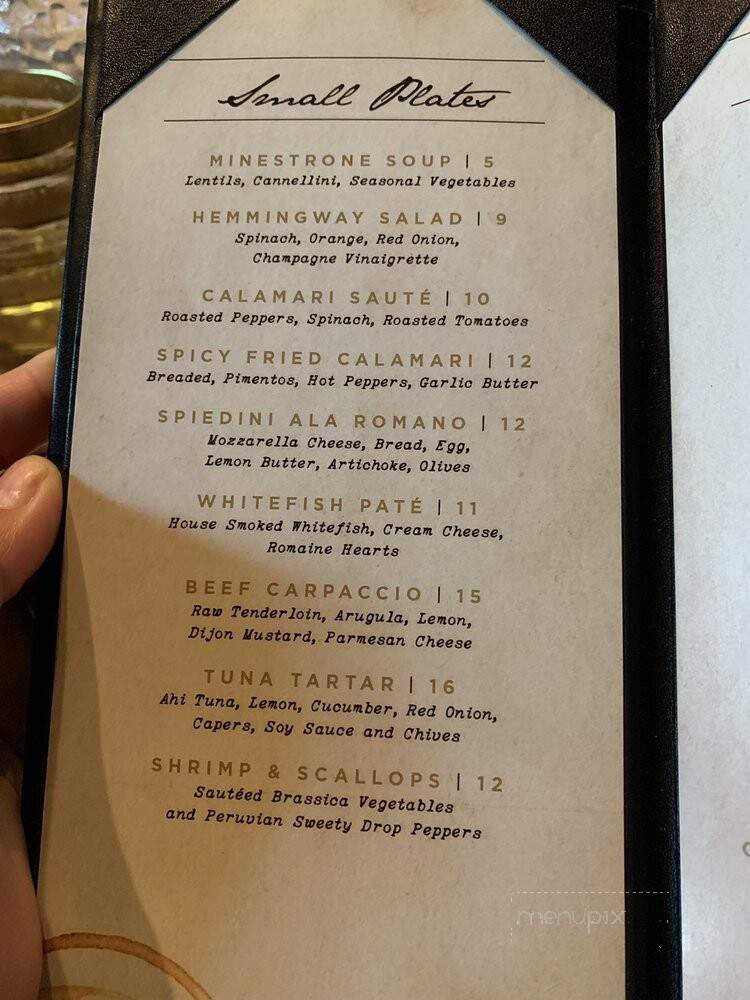 Small Plates
MINESTRONE SOUP | 5
Lentils, Cannellini, Seasonal Vegetables
HEMMINGWAY SALAD | 9
Spinach, Orange, Red Onion,
Champagne Vinaigrette
CALAMARI SAUTÉ | 10
Roasted Peppers, Spinach, Roasted Tomatoes
SPICY FRIED CALAMARI | 12
Breaded, Pimentos, Hot Peppers, Garlic Butter
SPIEDINI ALA ROMANO | 12
Mozzarella Cheese, Bread, Egg,
Lemon Butter, Artichoke, Olives
WHITEFISH PATÉ | 11
House Smoked Whitefish, Cream Cheese,
Romaine Hearts
BEEF CARPACCIO | 15
Raw Tenderloin, Arugula, Lemon,
Dijon Mustard, Parmesan Cheese
TUNA TARTAR | 16
Ahi Tuna, Lemon, Cucumber, Red Onion,
Capers, Soy Sauce and Chives
SHRIMP & SCALLOPS | 12
Sautéed Brassica Vegetables
and Peruvian Sweety Drop Peppers
menupix